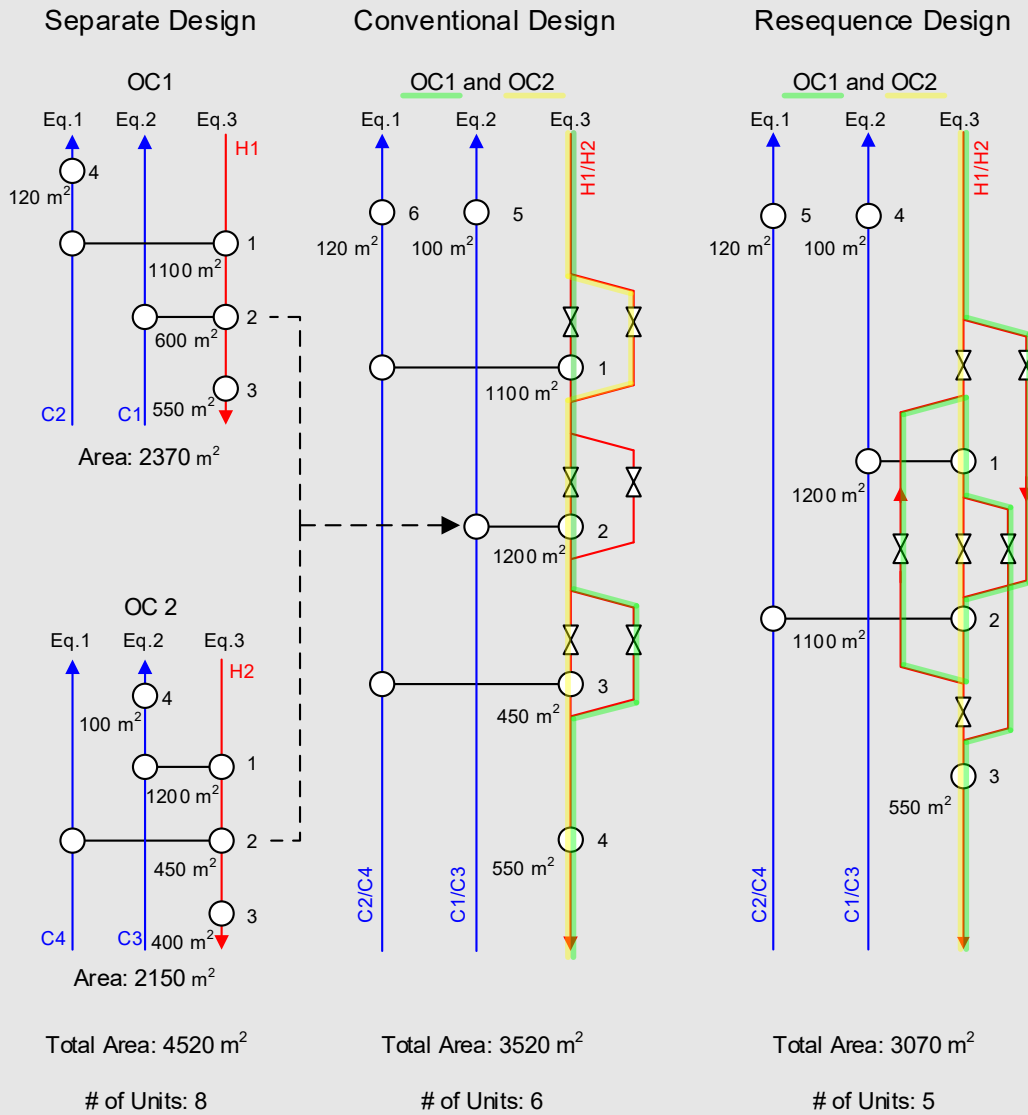 Separate Design
Conventional Design
Resequence Design
OC1
Eq.1
Eq.2
Eq.3
H1
4
120 m²
1
1100 m²
2
600 m²
3
550 m²
C2
C1
Area: 2370 m²
OC 2
Eq.1
Eq.2
Eq.3
H2
4
100 m²
1
1200 m²
2
450 m²
3
C4
C3
400 m²
Area: 2150 m²
Total Area: 4520 m²
# of Units: 8
OC1 and OC2
Eq.1
Eq.2
Eq.3
H1/H2
6
5
120 m²
100 m²
1
1100 m²
2
1200 m²
3
450 m²
4
550 m²
C2/C4
C1/C3
Total Area: 3520 m²
# of Units: 6
OC1 and OC2
Eq.1
Eq.2
Eq.3
H1/H2
5
4
120 m²
100 m²
1
1200 m²
2
1100 m²
3
550 m²
C2/C4
C1/C3
Total Area: 3070 m²
# of Units: 5